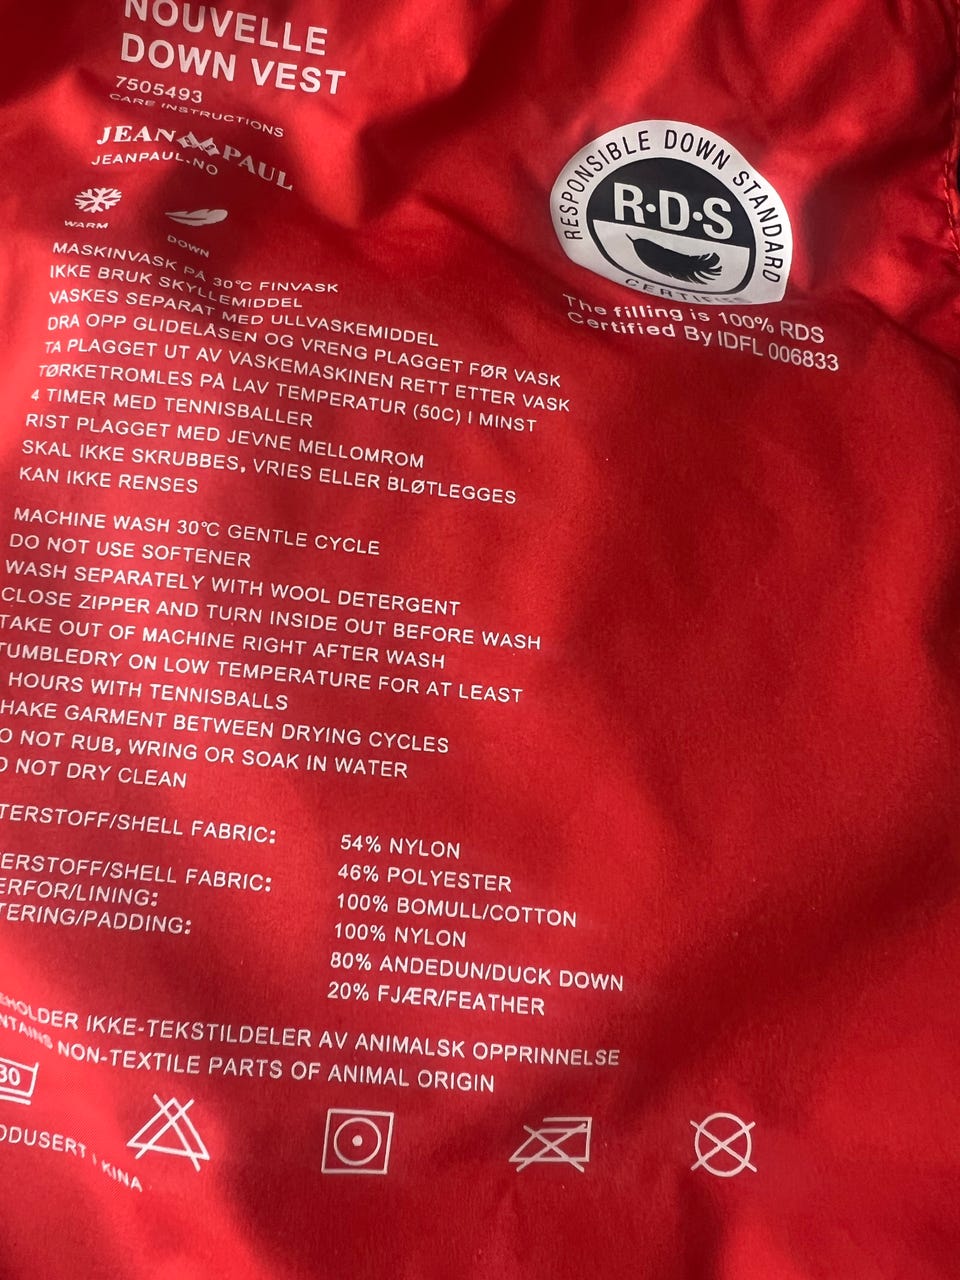 NOUVELLE
DOWN VEST
7505493
CARE INSTRUCTIONS
JEAN PAUL
JEANPAUL.NO
WARM
DOWN
RESPONSIBLE DOWN STANDARD
R·D·S
CERTIFIED
The filling is 100% RDS
Certified By IDFL 006833
MASKINVASK PÅ 30°C FINVASK
IKKE BRUK SKYLLEMIDDEL
VASKES SEPARAT MED ULLVASKEMIDDEL
DRA OPP GLIDELÅSEN OG VRENG PLAGGET FØR VASK
TA PLAGGET UT AV VASKEMASKINEN RETT ETTER VASK
TØRKETROMLES PÅ LAV TEMPERATUR (50C) I MINST
4 TIMER MED TENNISBALLER
RIST PLAGGET MED JEVNE MELLOMROM
SKAL IKKE SKRUBBES, VRIES ELLER BLØTLEGGES
KAN IKKE RENSES
MACHINE WASH 30°C GENTLE CYCLE
DO NOT USE SOFTENER
WASH SEPARATELY WITH WOOL DETERGENT
CLOSE ZIPPER AND TURN INSIDE OUT BEFORE WASH
TAKE OUT OF MACHINE RIGHT AFTER WASH
TUMBLEDRY ON LOW TEMPERATURE FOR AT LEAST
HOURS WITH TENNISBALLS
HAKE GARMENT BETWEEN DRYING CYCLES
O NOT RUB, WRING OR SOAK IN WATER
O NOT DRY CLEAN
TERSTOFF/SHELL FABRIC: 54% NYLON
46% POLYESTER
ERSTOFF/SHELL FABRIC: 100% BOMULL/COTTON
ERFOR/LINING: 100% NYLON
TERING/PADDING: 80% ANDEDUN/DUCK DOWN
20% FJÆR/FEATHER
EHOLDER IKKE-TEKSTILDELER AV ANIMALSK OPPRINNELSE
NTAINS NON-TEXTILE PARTS OF ANIMAL ORIGIN
30
ODUSERT I KINA